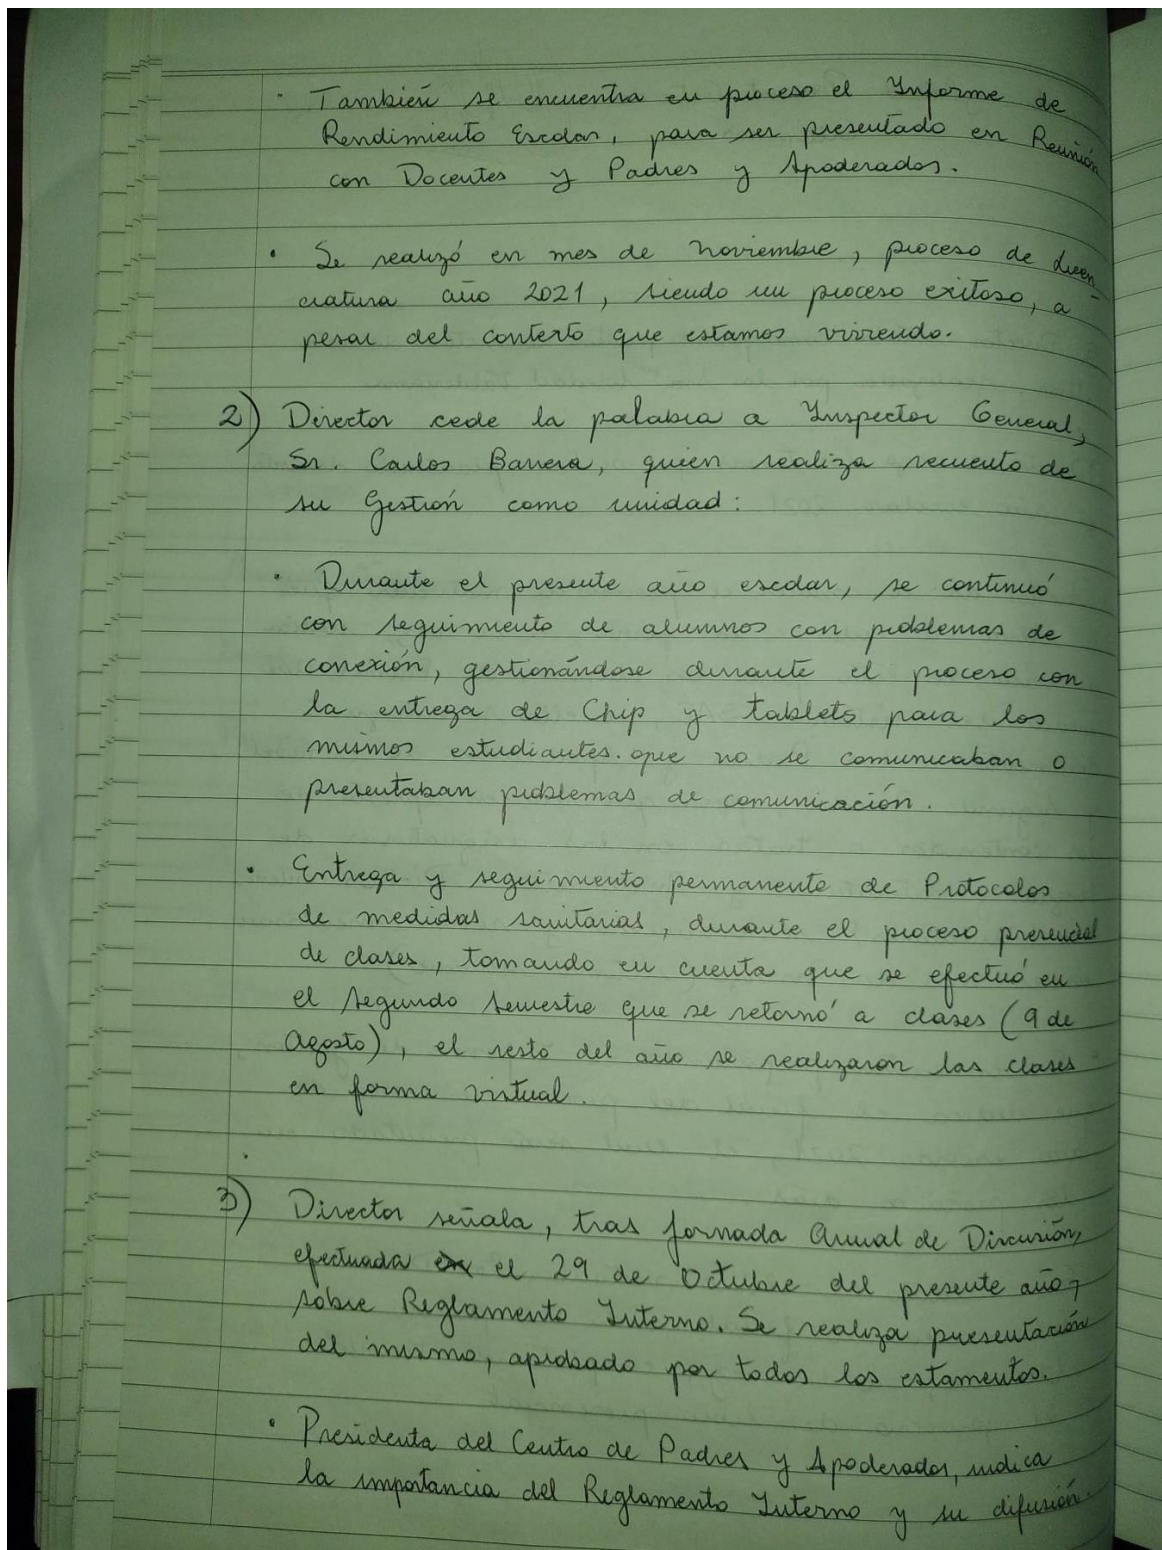 · También se encuentra en proceso el Informe de
Rendimiento Escolar, para ser presentado en Reunión
con Docentes y Padres y Apoderados.
· Se realizó en mes de noviembre, proceso de Licen-
ciatura año 2021, siendo un proceso exitoso, a
pesar del contexto que estamos viviendo.
2) Director cede la palabra a Inspector General,
Sr. Carlos Barrera, quien realiza recuento de
su Gestión como unidad:
· Durante el presente año escolar, se continuó
con seguimiento de alumnos con problemas de
conexión, gestionándose durante el proceso con
la entrega de Chip y tablets para los
mismos estudiantes. que no se comunicaban o
presentaban problemas de comunicación.
· Entrega y seguimiento permanente de Protocolos
de medidas sanitarias, durante el proceso presencial
de clases, tomando en cuenta que se efectuó en
el segundo semestre que se retornó a clases (9 de
Agosto), el resto del año se realizaron las clases
en forma virtual.
3) Director señala, tras Jornada Anual de Discusión,
efectuada el 29 de Octubre del presente año,
sobre Reglamento Interno. Se realiza presentación
del mismo, aprobado por todos los estamentos.
· Presidenta del Centro de Padres y Apoderados, indica
la importancia del Reglamento Interno y su difusión.